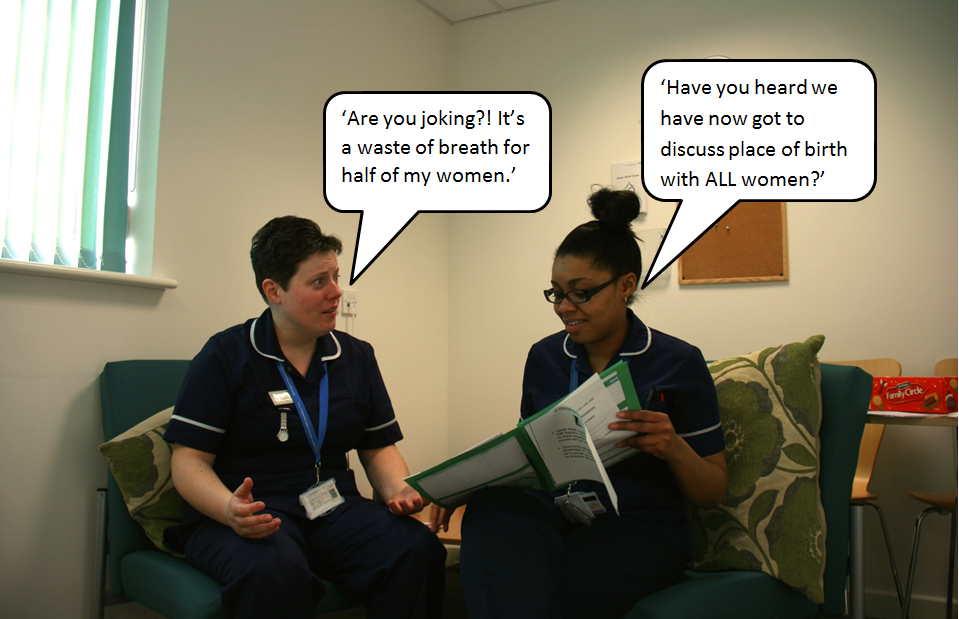 ‘Have you heard we
have now got to
discuss place of birth
with ALL women?’
‘Are you joking?! It’s
a waste of breath for
half of my women.’
Family Circle